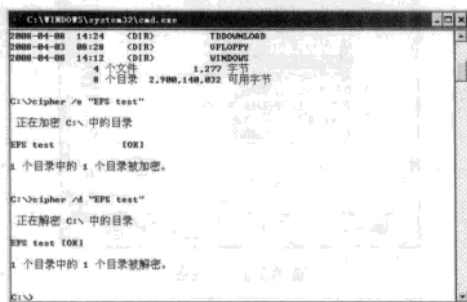 C:\WINDOWS\system32\cmd.exe
2008-04-08 14:24 <DIR> TDDOWNLOAD
2008-04-03 08:28 <DIR> UFLOPPY
2008-04-08 14:12 <DIR> WINDOWS
4 个文件 1,277 字节
8 个目录 2,900,140,032 可用字节
C:\>cipher /e "EFS test"
正在加密 C:\ 中的目录
EFS test [OK]
1 个目录中的 1 个目录被加密。
C:\>cipher /d "EFS test"
正在解密 C:\ 中的目录
EFS test [OK]
1 个目录中的 1 个目录被解密。
C:\>